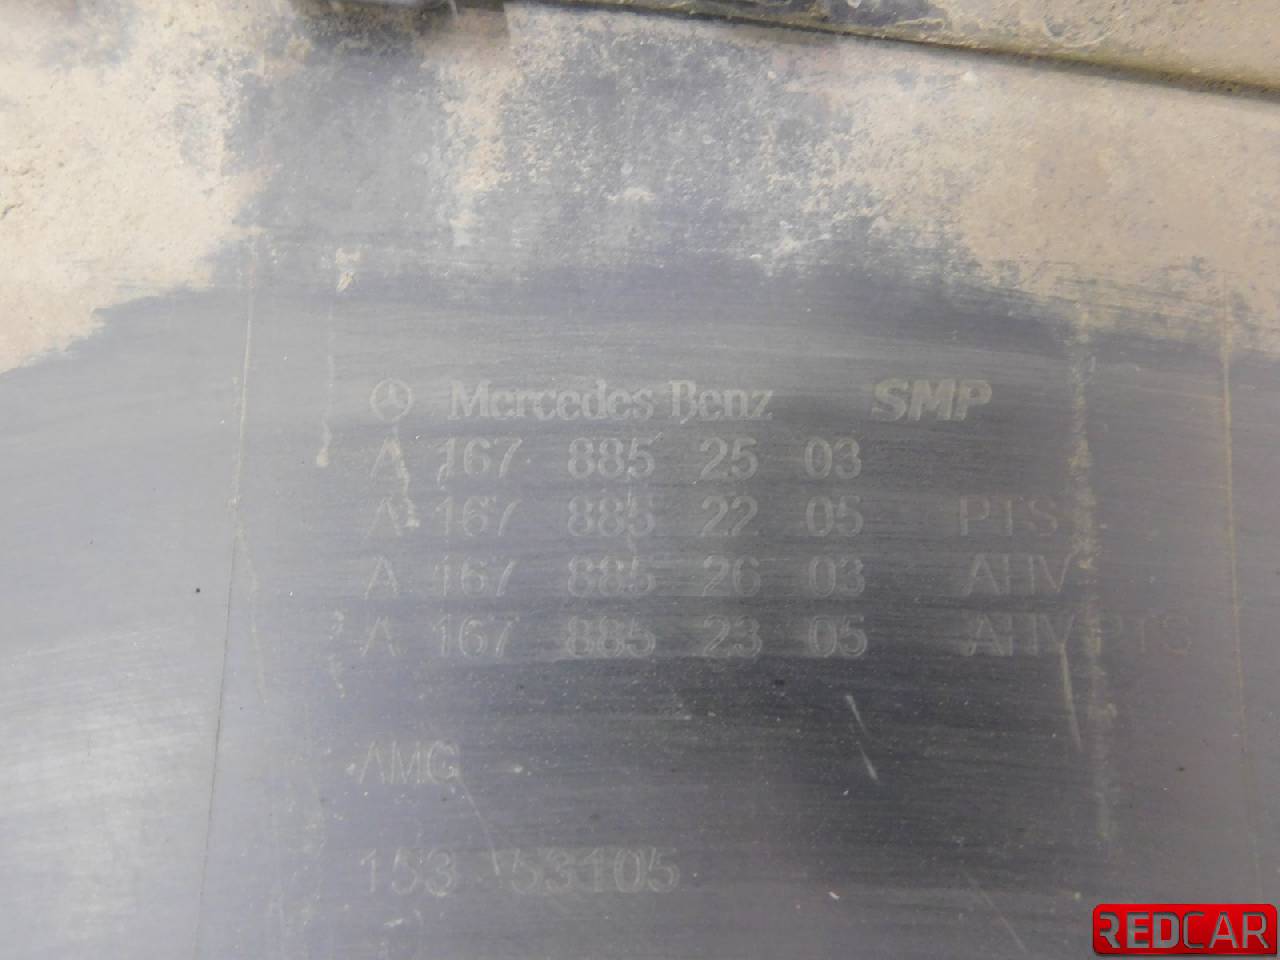 Mercedes Benz SMP
A 167 885 25 03
A 167 885 22 05 PTS
A 167 885 26 03 AHV
A 167 885 23 05 AHV PTS
AMG
153 53105
REDCAR